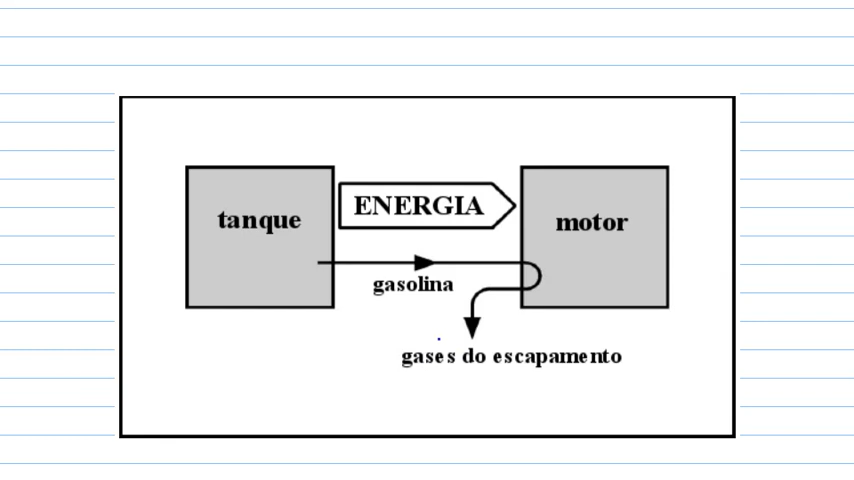 tanque
ENERGIA
motor
gasolina
gases do escapamento